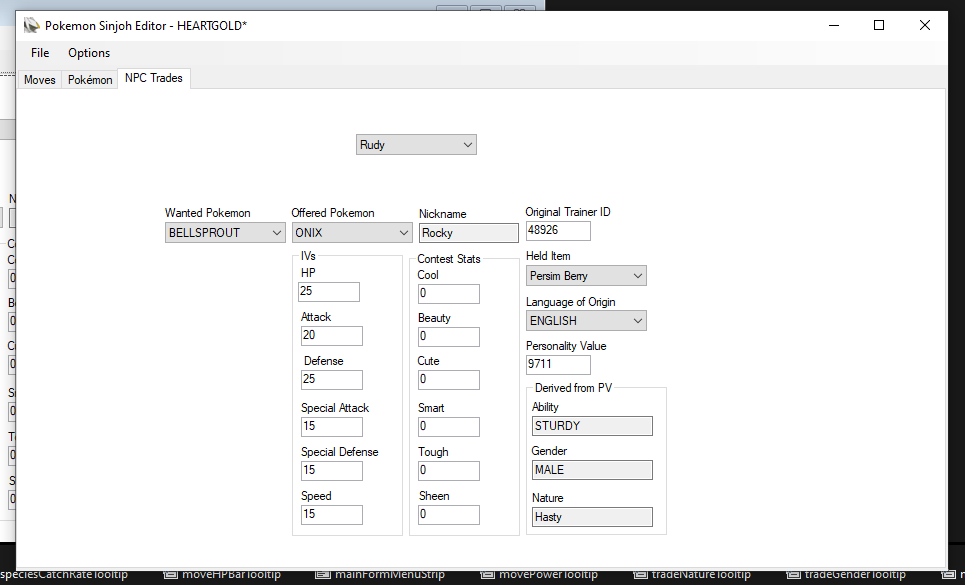 Pokemon Sinjoh Editor - HEARTGOLD*
File Options
Moves Pokémon NPC Trades
Rudy
Wanted Pokemon Offered Pokemon Nickname Original Trainer ID
BELLSPROUT ONIX Rocky 48926
IVs Contest Stats Held Item
HP Cool Persim Berry
25 0
Language of Origin
Attack Beauty ENGLISH
20 0
Personality Value
Defense Cute 9711
25 0
Derived from PV
Special Attack Smart Ability
15 0 STURDY
Special Defense Tough Gender
15 0 MALE
Speed Sheen Nature
15 0 Hasty
speciesCatchRateTooltip moveHPBarTooltip mainFormMenuStrip movePowerTooltip tradeNatureTooltip tradeGenderTooltip